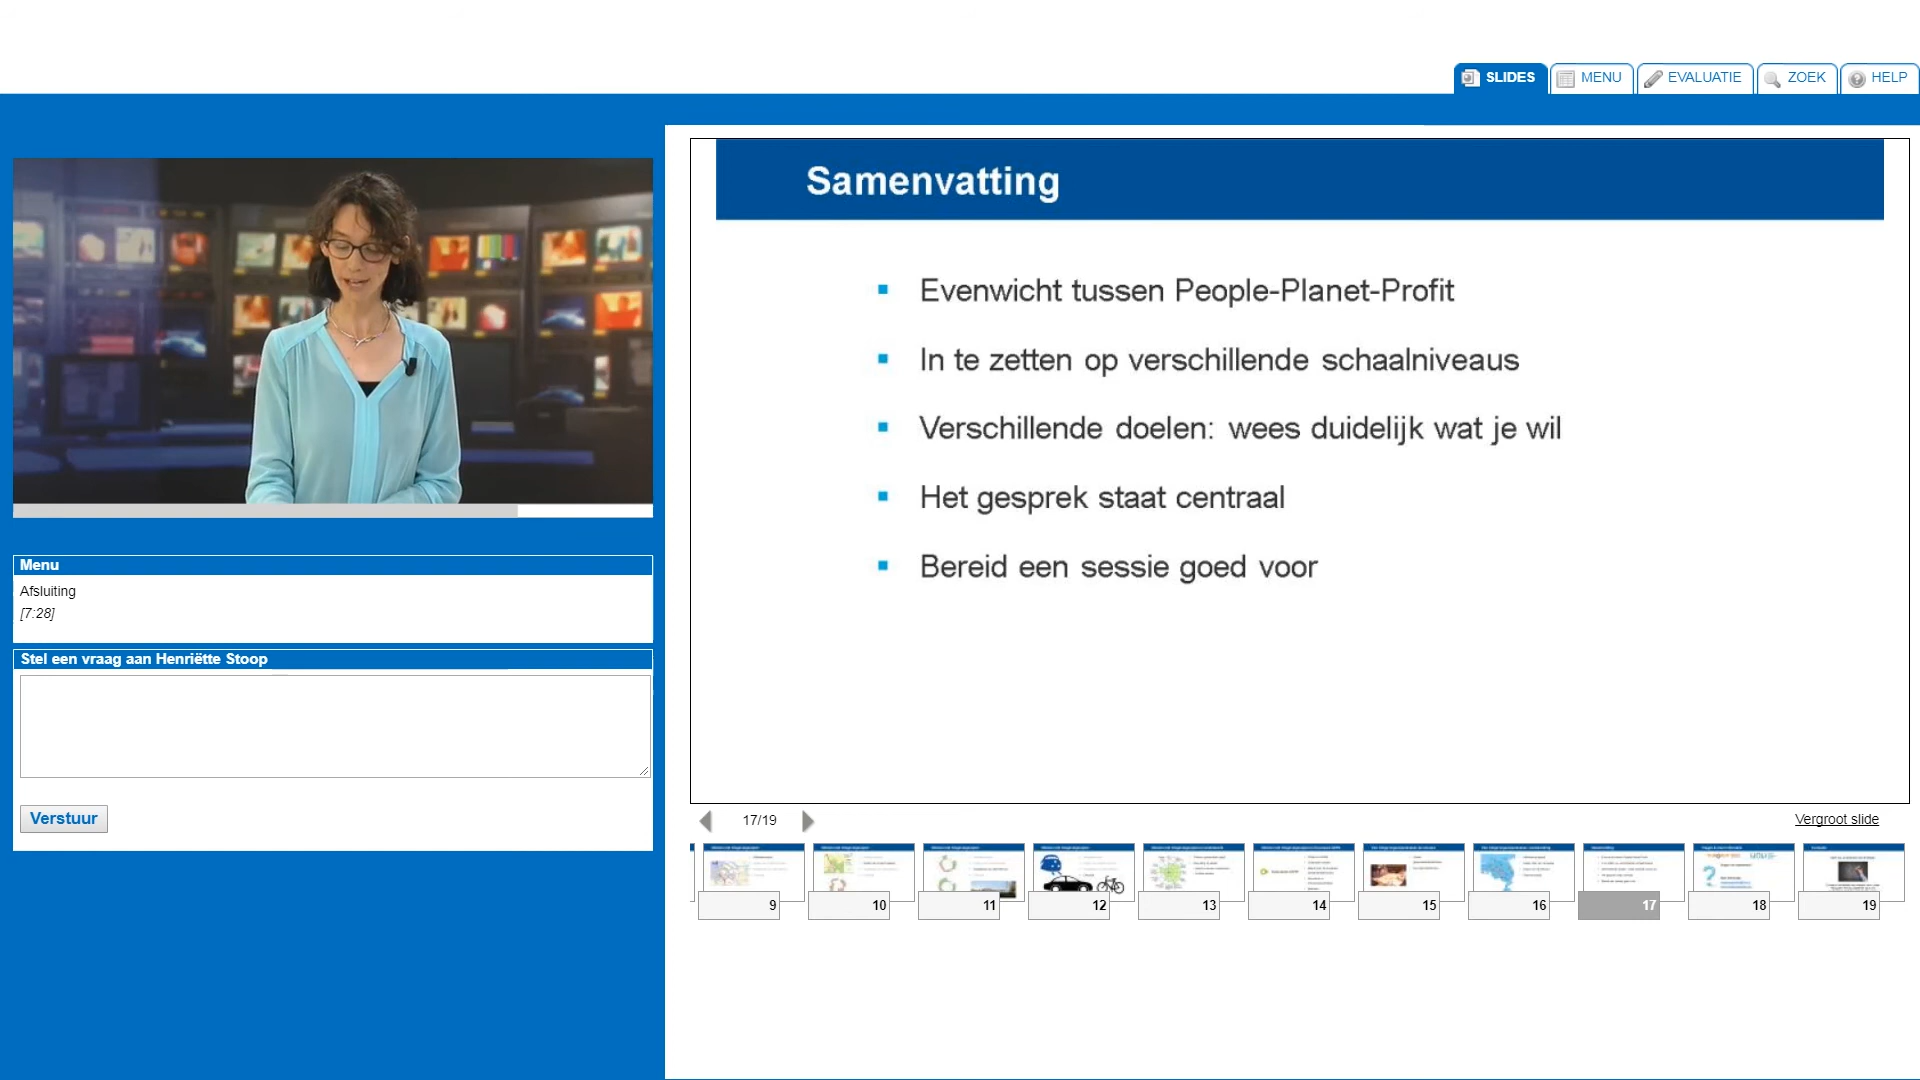 SLIDES
MENU
EVALUATIE
ZOEK
HELP
Samenvatting
Evenwicht tussen People-Planet-Profit
In te zetten op verschillende schaalniveaus
Verschillende doelen: wees duidelijk wat je wil
Het gesprek staat centraal
Bereid een sessie goed voor
Menu
Afsluiting
[7:28]
Stel een vraag aan Henriëtte Stoop
Verstuur
17/19
Vergroot slide
9
10
11
12
13
14
15
16
17
18
19